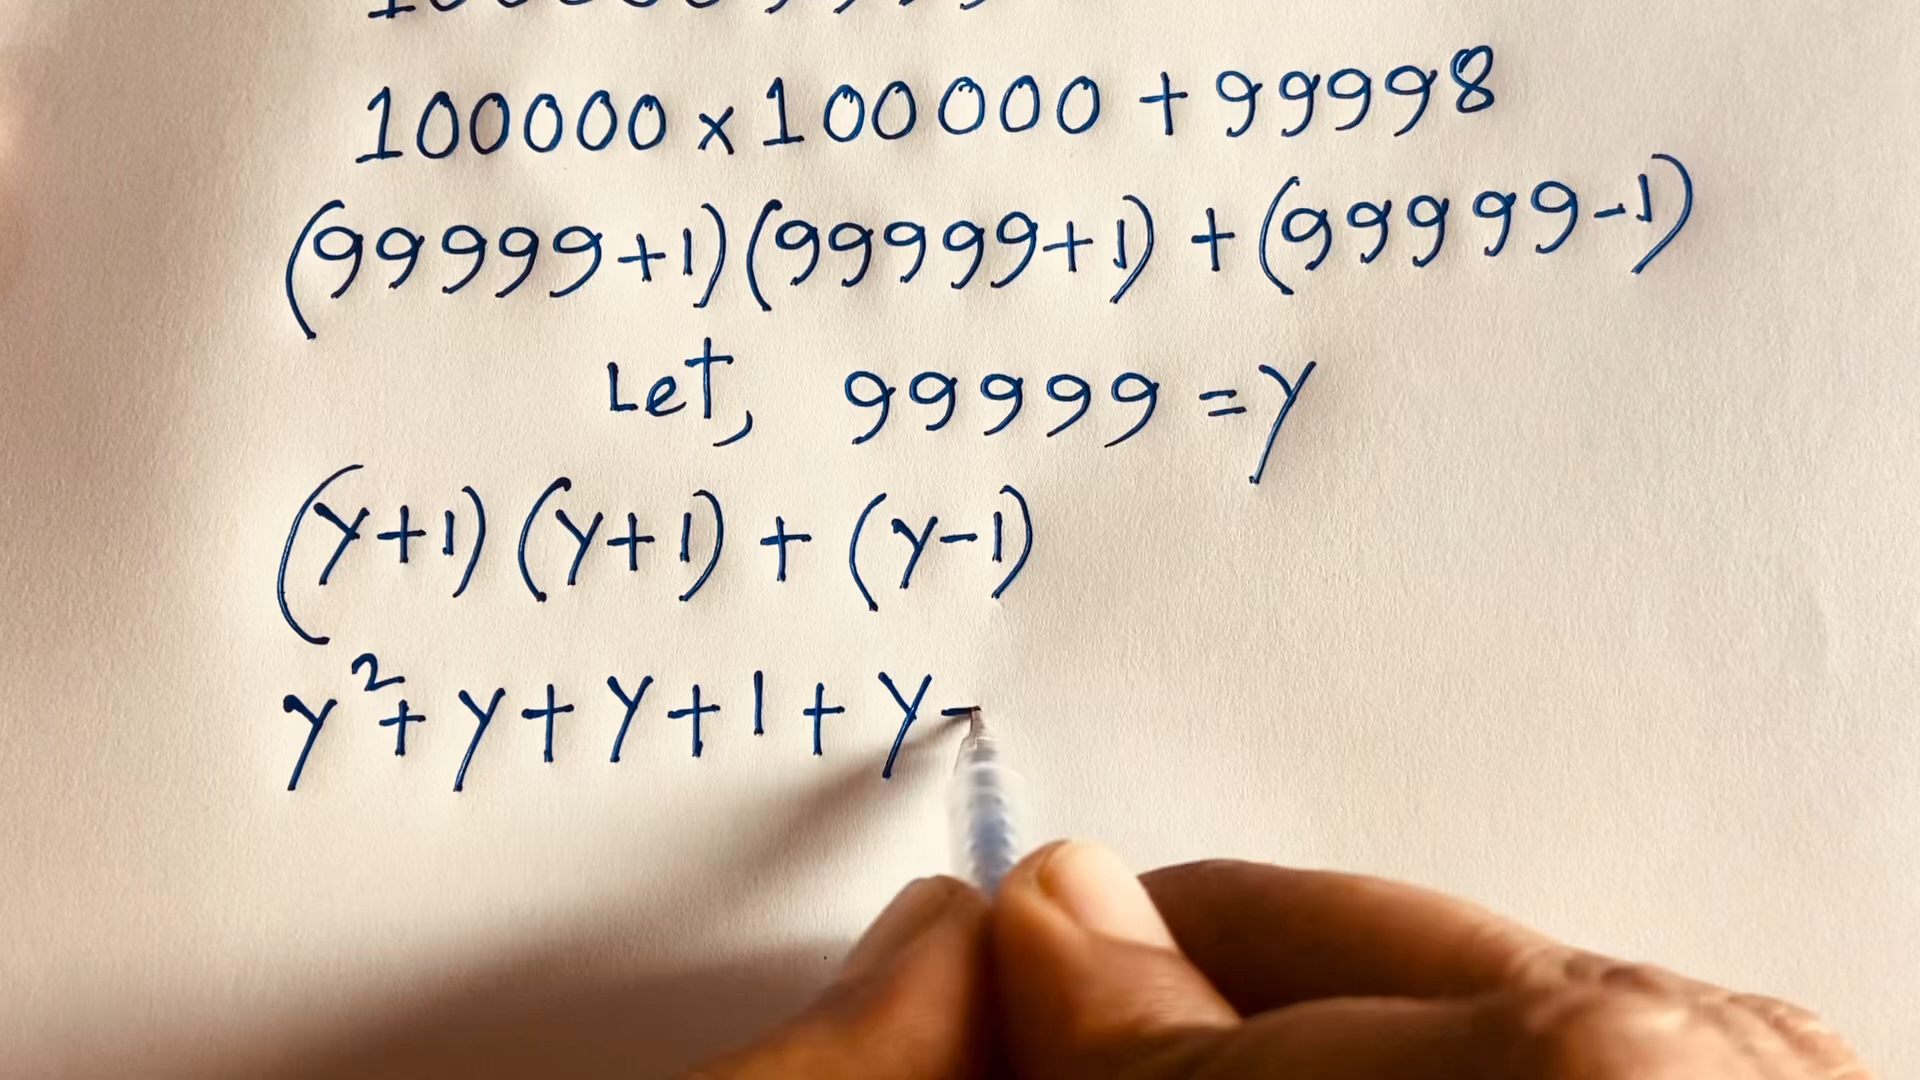 100000 x 100000 + 99998
(99999+1)(99999+1) + (99999-1)
Let, 99999 = y
(y+1) (y+1) + (y-1)
y² + y + y + 1 + y -